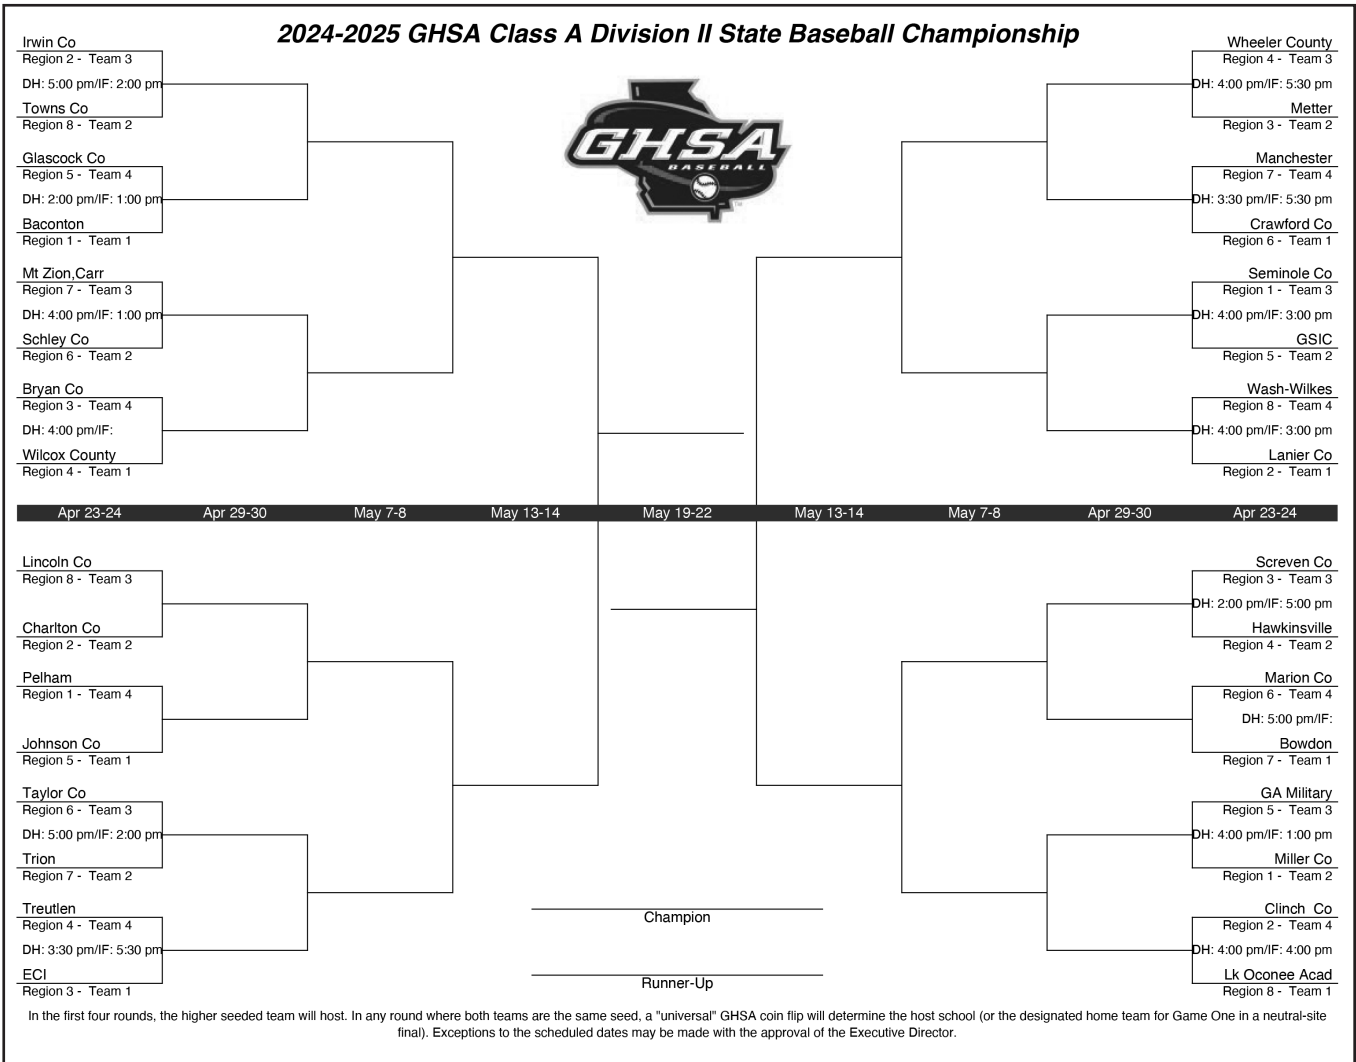 2024-2025 GHSA Class A Division II State Baseball Championship
GHSA
BASEBALL
TM
Irwin Co
Region 2 - Team 3
DH: 5:00 pm/IF: 2:00 pm
Towns Co
Region 8 - Team 2
Glascock Co
Region 5 - Team 4
DH: 2:00 pm/IF: 1:00 pm
Baconton
Region 1 - Team 1
Mt Zion,Carr
Region 7 - Team 3
DH: 4:00 pm/IF: 1:00 pm
Schley Co
Region 6 - Team 2
Bryan Co
Region 3 - Team 4
DH: 4:00 pm/IF:
Wilcox County
Region 4 - Team 1
Wheeler County
Region 4 - Team 3
DH: 4:00 pm/IF: 5:30 pm
Metter
Region 3 - Team 2
Manchester
Region 7 - Team 4
DH: 3:30 pm/IF: 5:30 pm
Crawford Co
Region 6 - Team 1
Seminole Co
Region 1 - Team 3
DH: 4:00 pm/IF: 3:00 pm
GSIC
Region 5 - Team 2
Wash-Wilkes
Region 8 - Team 4
DH: 4:00 pm/IF: 3:00 pm
Lanier Co
Region 2 - Team 1
Apr 23-24 Apr 29-30 May 7-8 May 13-14 May 19-22 May 13-14 May 7-8 Apr 29-30 Apr 23-24
Lincoln Co
Region 8 - Team 3
Charlton Co
Region 2 - Team 2
Pelham
Region 1 - Team 4
Johnson Co
Region 5 - Team 1
Taylor Co
Region 6 - Team 3
DH: 5:00 pm/IF: 2:00 pm
Trion
Region 7 - Team 2
Treutlen
Region 4 - Team 4
DH: 3:30 pm/IF: 5:30 pm
ECI
Region 3 - Team 1
Screven Co
Region 3 - Team 3
DH: 2:00 pm/IF: 5:00 pm
Hawkinsville
Region 4 - Team 2
Marion Co
Region 6 - Team 4
DH: 5:00 pm/IF:
Bowdon
Region 7 - Team 1
GA Military
Region 5 - Team 3
DH: 4:00 pm/IF: 1:00 pm
Miller Co
Region 1 - Team 2
Clinch Co
Region 2 - Team 4
DH: 4:00 pm/IF: 4:00 pm
Lk Oconee Acad
Region 8 - Team 1
Champion
Runner-Up
In the first four rounds, the higher seeded team will host. In any round where both teams are the same seed, a "universal" GHSA coin flip will determine the host school (or the designated home team for Game One in a neutral-site
final). Exceptions to the scheduled dates may be made with the approval of the Executive Director.